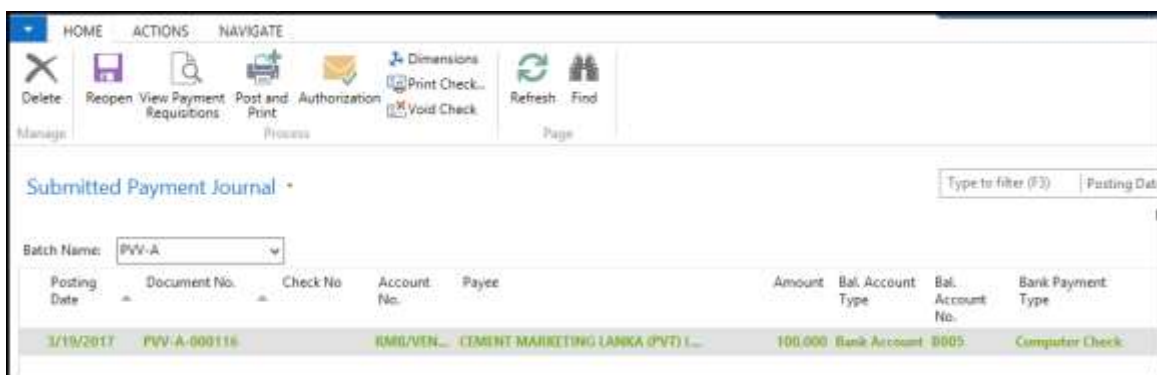 HOME ACTIONS NAVIGATE
Delete
Reopen
View Payment Requisitions
Post and Print
Authorization
Dimensions
Print Check...
Void Check
Refresh
Find
Manage
Process
Page
Submitted Payment Journal
Type to filter (F3) Posting Dat
Batch Name: PVV-A
Posting Date Document No. Check No Account No. Payee Amount Bal. Account Type Bal. Account No. Bank Payment Type
3/19/2017 PVV-A-000116 RMG/VEN... CEMENT MARKETING LANKA (PVT) L... 100,000 Bank Account B005 Computer Check